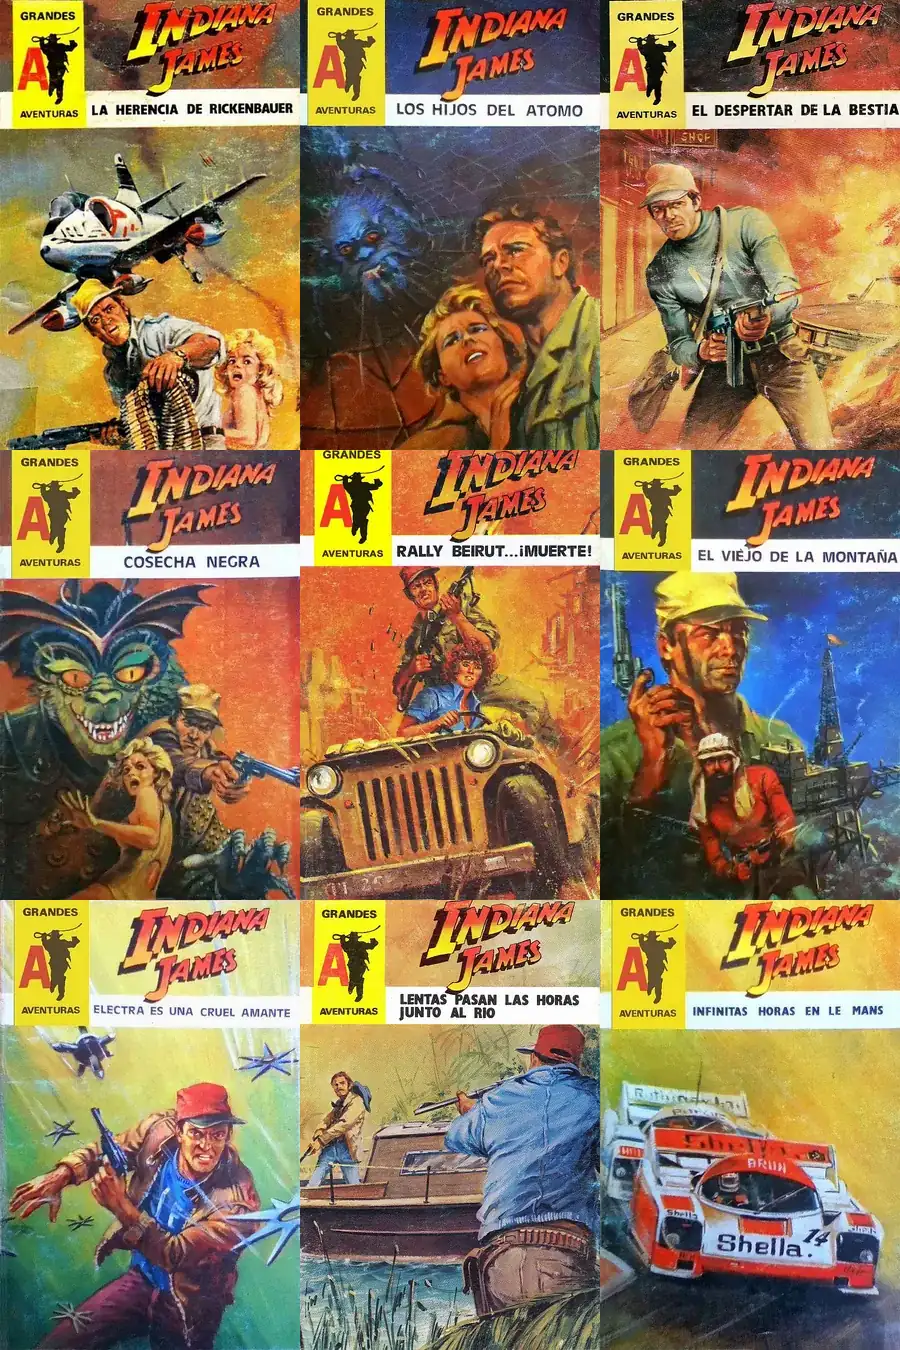 GRANDES
A
AVENTURAS
INDIANA
JAMES
LA HERENCIA DE RICKENBAUER
GRANDES
A
AVENTURAS
INDIANA
JAMES
LOS HIJOS DEL ATOMO
GRANDES
A
AVENTURAS
INDIANA
JAMES
EL DESPERTAR DE LA BESTIA
SHOP
GRANDES
A
AVENTURAS
INDIANA
JAMES
COSECHA NEGRA
GRANDES
A
AVENTURAS
INDIANA
JAMES
RALLY BEIRUT...¡MUERTE!
GRANDES
A
AVENTURAS
INDIANA
JAMES
EL VIEJO DE LA MONTAÑA
GRANDES
A
AVENTURAS
INDIANA
JAMES
ELECTRA ES UNA CRUEL AMANTE
GRANDES
A
AVENTURAS
INDIANA
JAMES
LENTAS PASAN LAS HORAS
JUNTO AL RIO
GRANDES
A
AVENTURAS
INDIANA
JAMES
INFINITAS HORAS EN LE MANS
Shell
BRUN
Shella
14
Shella.